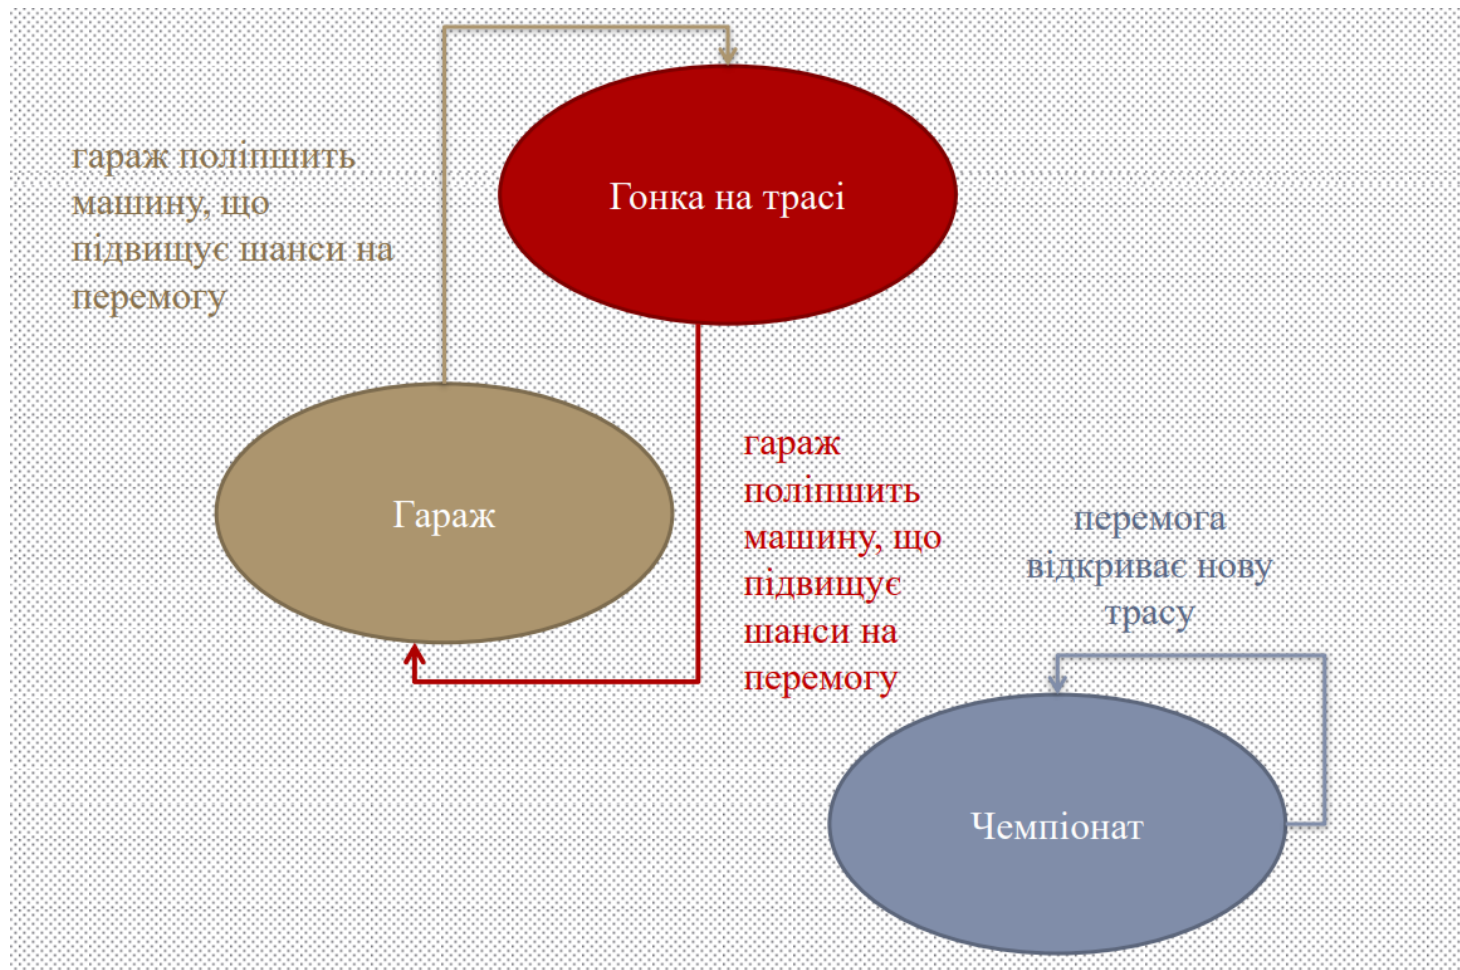 гараж поліпшить
машину, що
підвищує шанси на
перемогу
Гонка на трасі
Гараж
гараж
поліпшить
машину, що
підвищує
шанси на
перемогу
перемога
відкриває нову
трасу
Чемпіонат